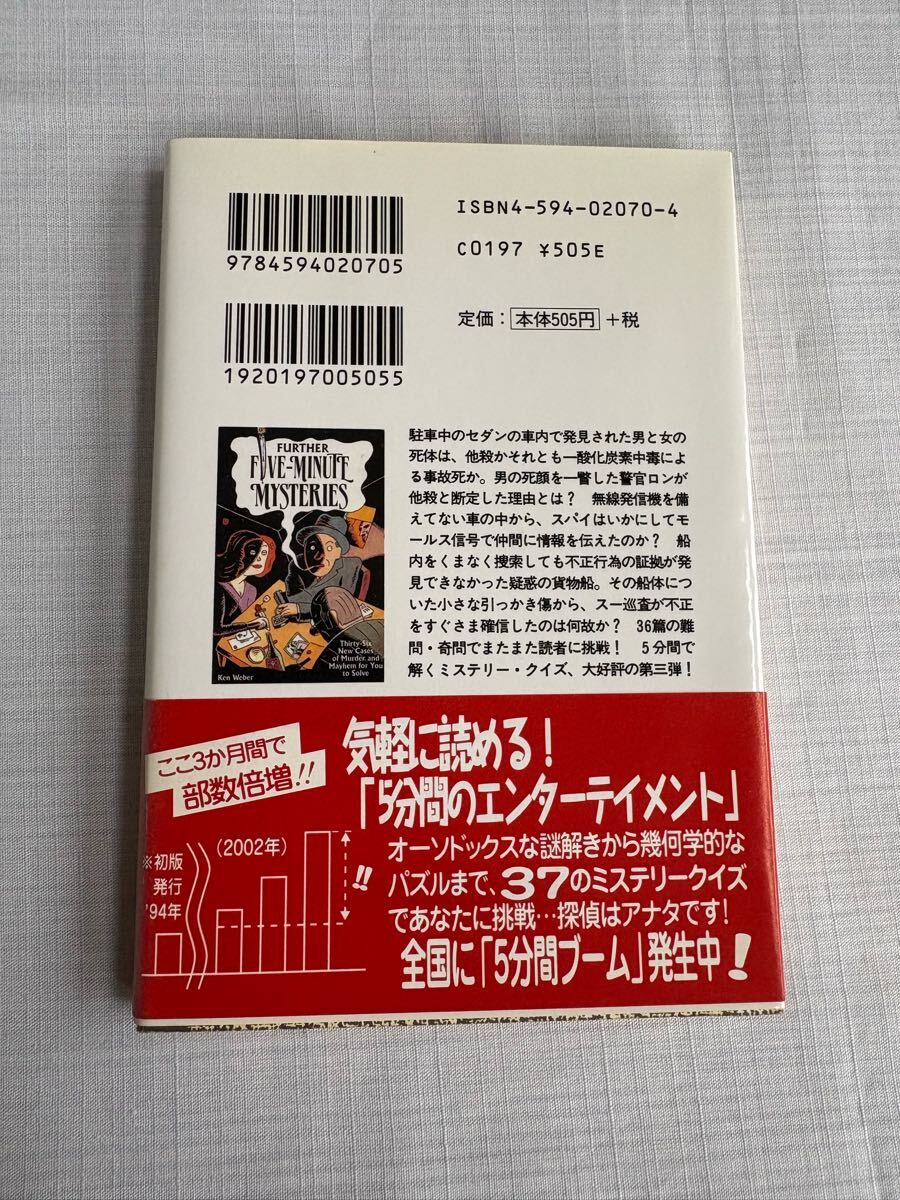 9784594020705
ISBN4-594-02070-4
C0197 ¥505E
1920197005055
定価：本体505円＋税
FURTHER
FIVE-MINUTE
MYSTERIES
Thirty-Six
New Cases
of Murder and
Mayhem for You
to Solve
Ken Weber
駐車中のセダンの車内で発見された男と女の
死体は、他殺かそれとも一酸化炭素中毒によ
る事故死か。男の死顔を一瞥した警官ロンが
他殺と断定した理由とは？　無線発信機を備
えてない車の中から、スパイはいかにしてモ
ールス信号で仲間に情報を伝えたのか？　船
内をくまなく捜索しても不正行為の証拠が発
見できなかった疑惑の貨物船。その船体につ
いた小さな引っかき傷から、スー巡査が不正
をすぐさま確信したのは何故か？　36篇の難
問・奇問でまたまた読者に挑戦！　5分間で
解くミステリー・クイズ、大好評の第三弾！
ここ3か月間で
部数倍増!!
気軽に読める！
「5分間のエンターテイメント」
(2002年)
※初版
発行
'94年
!!
オーソドックスな謎解きから幾何学的な
パズルまで、37のミステリークイズ
であなたに挑戦…探偵はアナタです！
全国に「5分間ブーム」発生中！